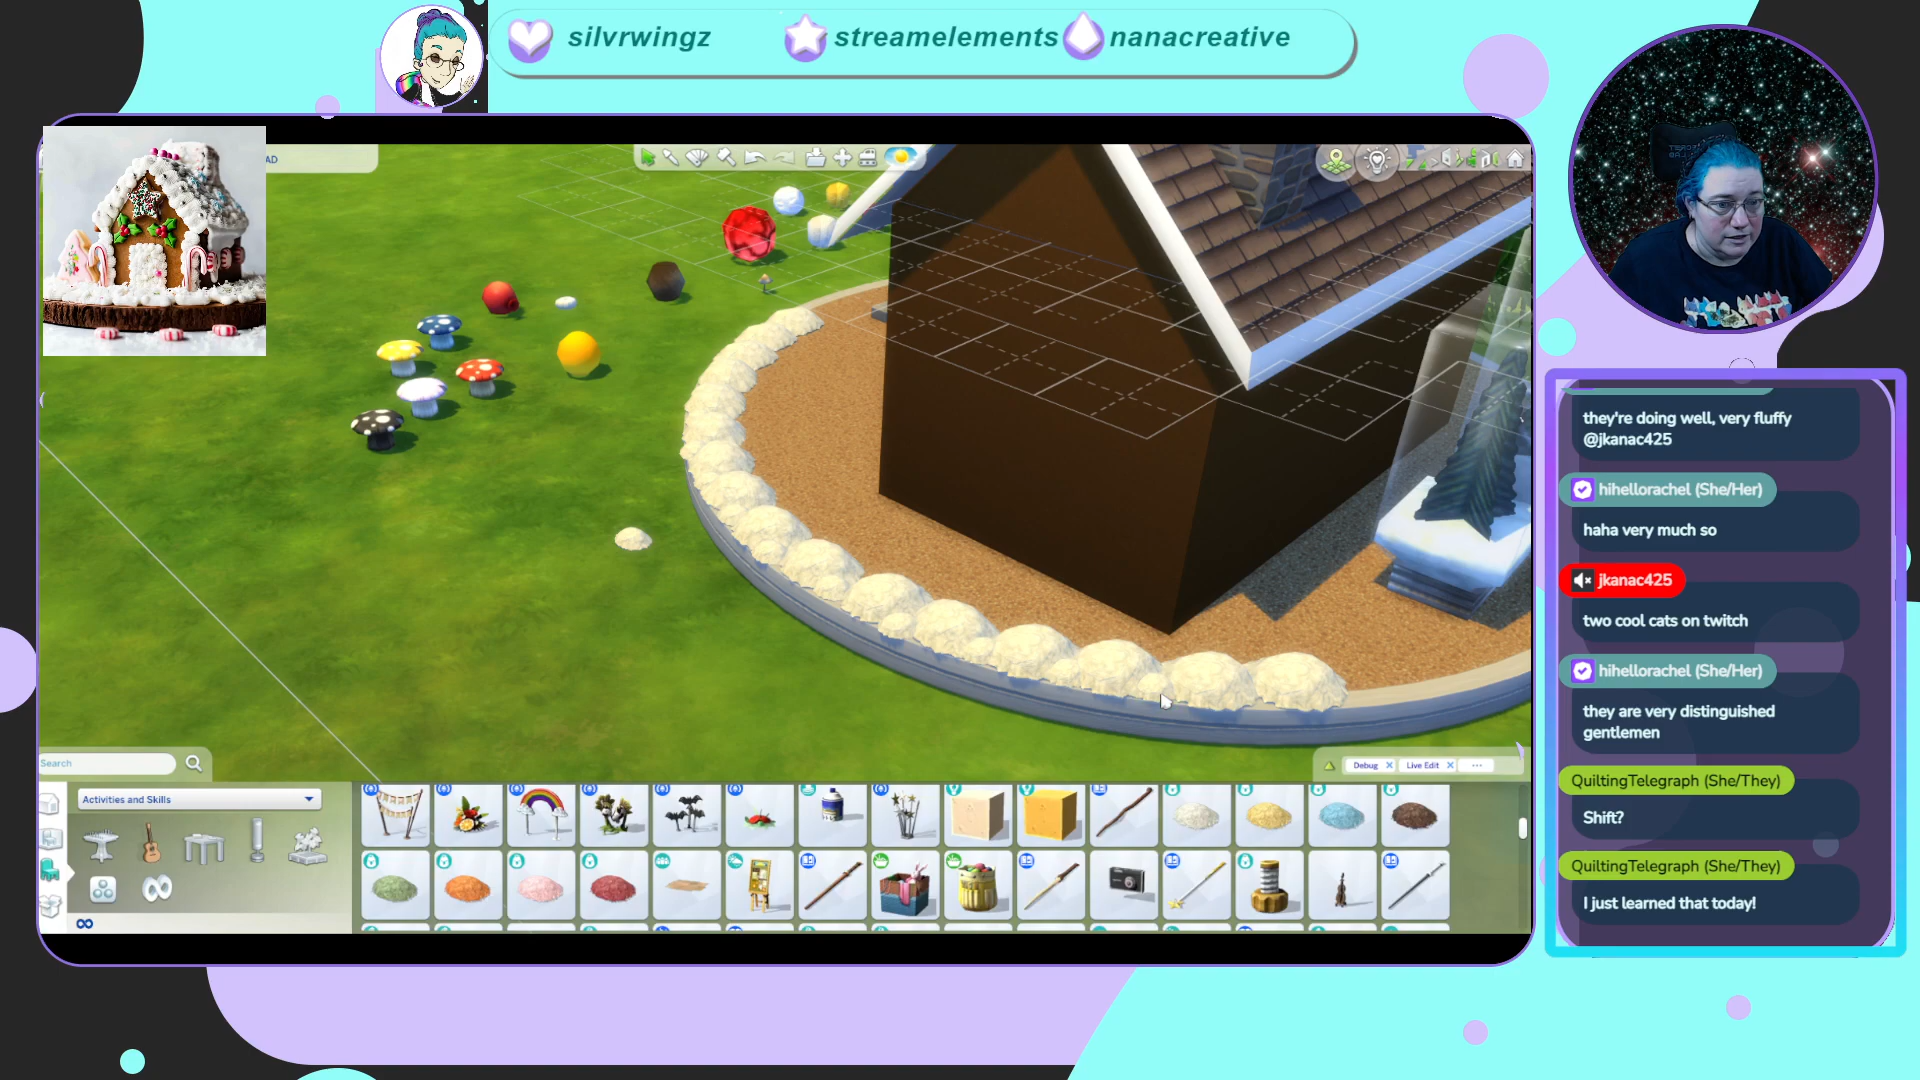 silvrwingz
streamelements
nanacreative
AD
they're doing well, very fluffy
@jkanac425
hihellorachel (She/Her)
haha very much so
jkanac425
two cool cats on twitch
hihellorachel (She/Her)
they are very distinguished
gentlemen
QuiltingTelegraph (She/They)
Shift?
QuiltingTelegraph (She/They)
I just learned that today!
Search
Debug
Live Edit
Activities and Skills